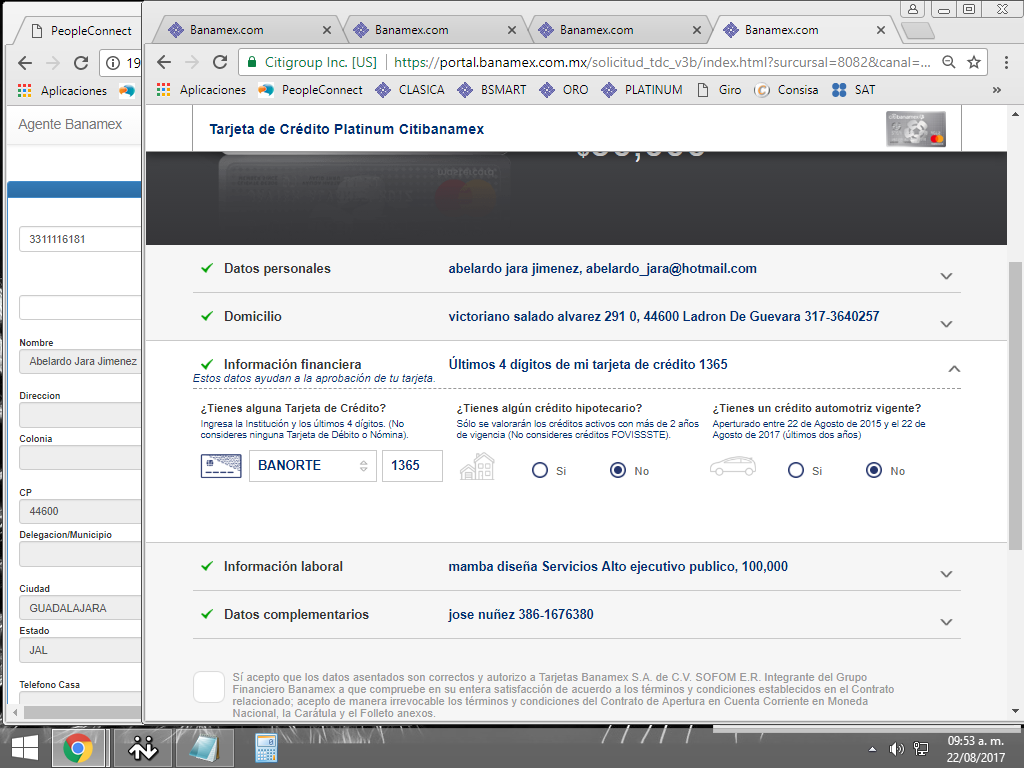 PeopleConnect
Banamex.com
Banamex.com
Banamex.com
Banamex.com
19
Citigroup Inc. [US]
https://portal.banamex.com.mx/solicitud_tdc_v3b/index.html?surcursal=8082&canal=...
Aplicaciones
Aplicaciones
PeopleConnect
CLASICA
BSMART
ORO
PLATINUM
Giro
Consisa
SAT
»
Agente Banamex
3311116181
Nombre
Abelardo Jara Jimenez
Direccion
Colonia
CP
44600
Delegacion/Municipio
Ciudad
GUADALAJARA
Estado
JAL
Telefono Casa
Tarjeta de Crédito Platinum Citibanamex
Datos personales
abelardo jara jimenez, abelardo_jara@hotmail.com
Domicilio
victoriano salado alvarez 291 0, 44600 Ladron De Guevara 317-3640257
Información financiera
Últimos 4 dígitos de mi tarjeta de crédito 1365
Estos datos ayudan a la aprobación de tu tarjeta.
¿Tienes alguna Tarjeta de Crédito?
Ingresa la Institución y los últimos 4 dígitos. (No
consideres ninguna Tarjeta de Débito o Nómina).
BANORTE
1365
¿Tienes algún crédito hipotecario?
Sólo se valorarán los créditos activos con más de 2 años
de vigencia (No consideres créditos FOVISSSTE).
Si
No
¿Tienes un crédito automotriz vigente?
Aperturado entre 22 de Agosto de 2015 y el 22 de
Agosto de 2017 (últimos dos años)
Si
No
Información laboral
mamba diseña Servicios Alto ejecutivo publico, 100,000
Datos complementarios
jose nuñez 386-1676380
Sí acepto que los datos asentados son correctos y autorizo a Tarjetas Banamex S.A. de C.V. SOFOM E.R. Integrante del Grupo
Financiero Banamex a que compruebe en su entera satisfacción de acuerdo a los términos y condiciones establecidos en el Contrato
relacionado; acepto de manera irrevocable los términos y condiciones del Contrato de Apertura en Cuenta Corriente en Moneda
Nacional, la Carátula y el Folleto anexos.
09:53 a. m.
22/08/2017